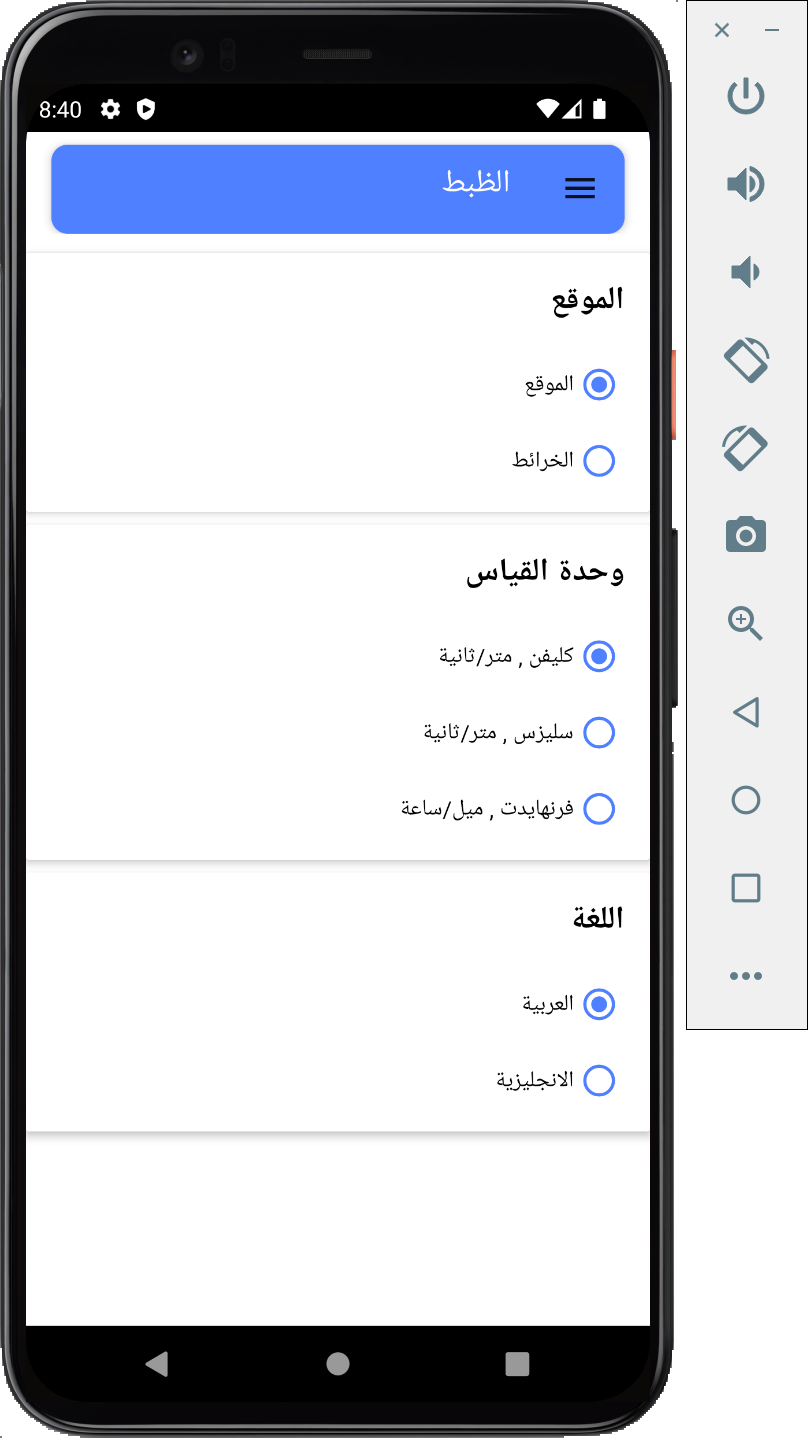 8:40
الظبط
الموقع
الموقع
الخرائط
وحدة القياس
كليفن , متر/ثانية
سليزس , متر/ثانية
فرنهايدت , ميل/ساعة
اللغة
العربية
الانجليزية